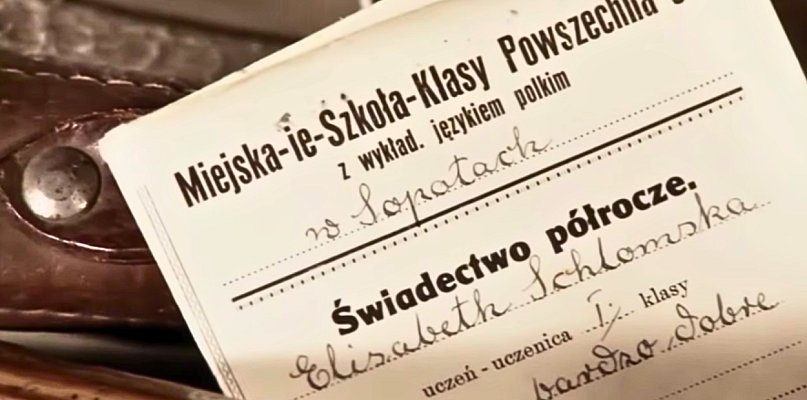 Miejska-ie-Szkoła-Klasy Powszechna
z wykład. językiem polkim
w Sopotach
Świadectwo półrocze.
Elisabeth Schlomska
uczeń - uczenica I. klasy
bardzo dobre